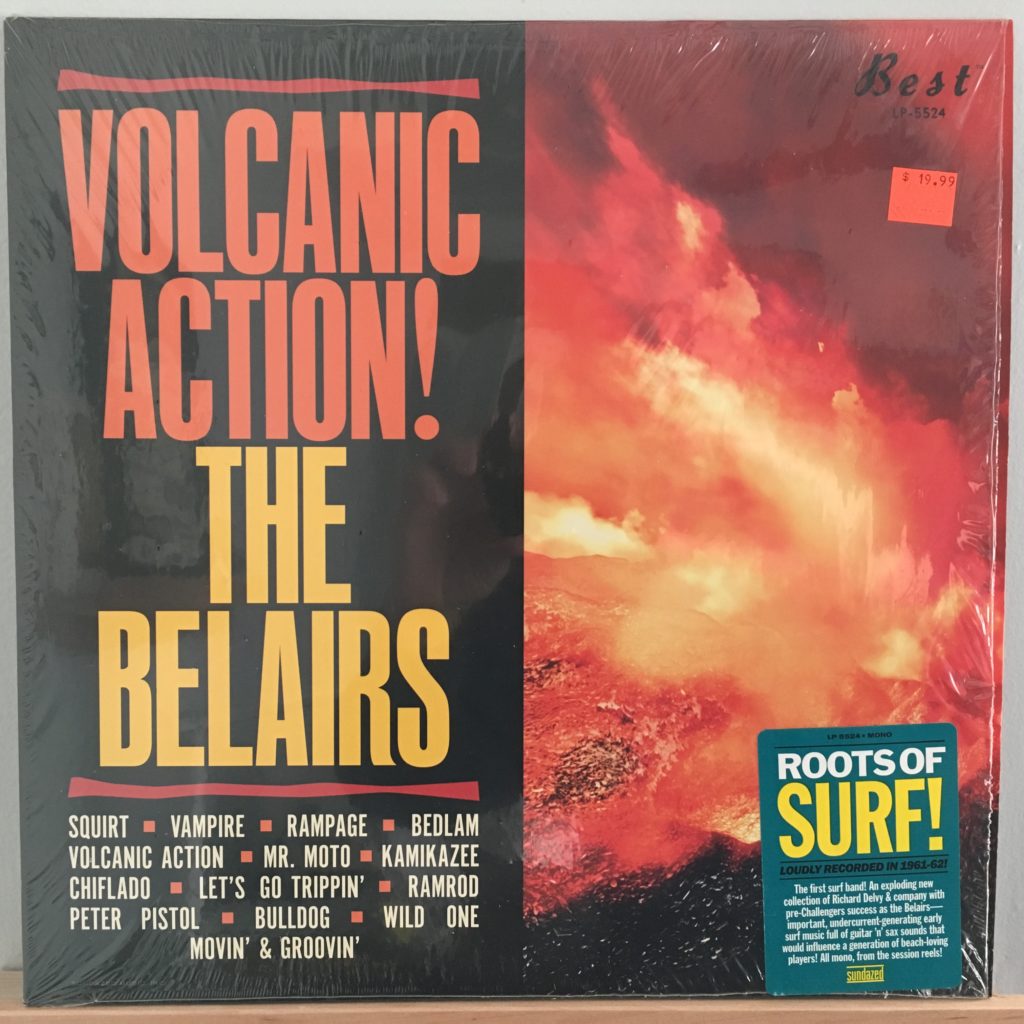 Best
LP-5524
$ 19.99
VOLCANIC
ACTION!
THE
BELAIRS
SQUIRT ▪ VAMPIRE ▪ RAMPAGE ▪ BEDLAM
VOLCANIC ACTION ▪ MR. MOTO ▪ KAMIKAZEE
CHIFLADO ▪ LET'S GO TRIPPIN' ▪ RAMROD
PETER PISTOL ▪ BULLDOG ▪ WILD ONE
MOVIN' & GROOVIN'
LP 5524 • MONO
ROOTS OF
SURF!
LOUDLY RECORDED IN 1961-62!
The first surf band! An exploding new
collection of Richard Delvy & company with
pre-Challengers success as the Belairs—
important, undercurrent-generating early
surf music full of guitar 'n' sax sounds that
would influence a generation of beach-loving
players! All mono, from the session reels!
sundazed